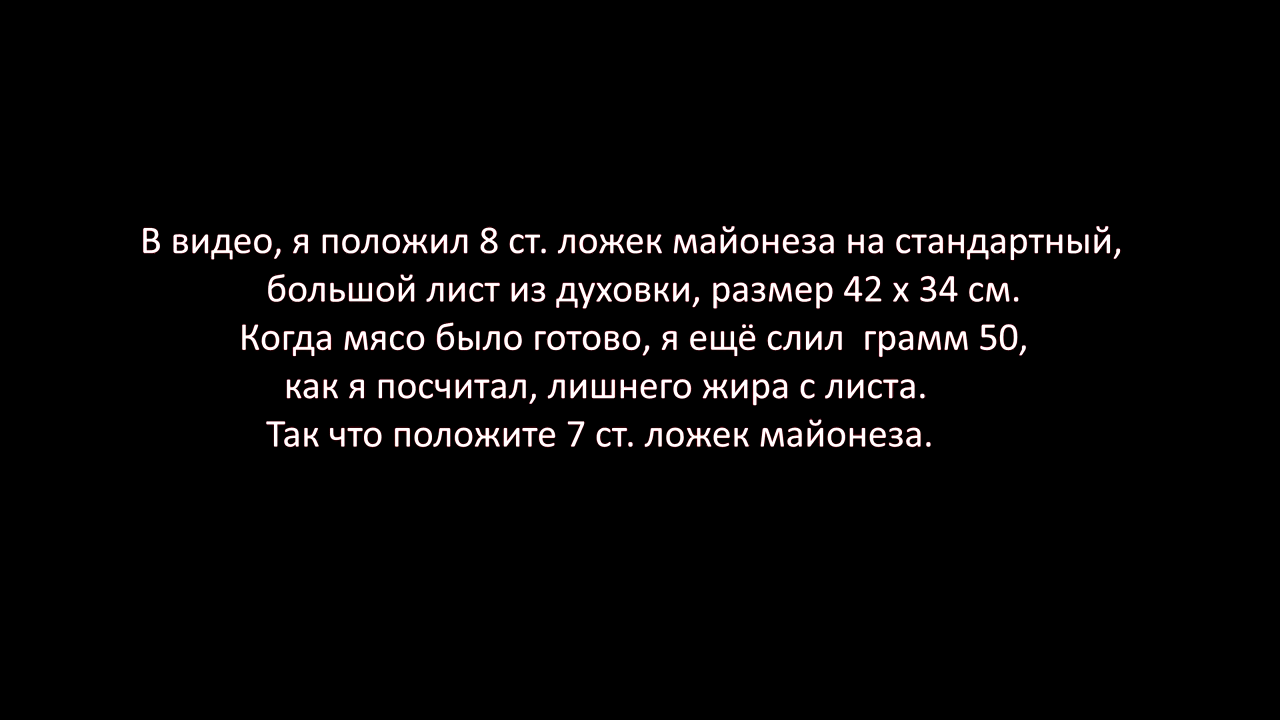 В видео, я положил 8 ст. ложек майонеза на стандартный,
большой лист из духовки, размер 42 х 34 см.
Когда мясо было готово, я ещё слил  грамм 50,
как я посчитал, лишнего жира с листа.
Так что положите 7 ст. ложек майонеза.